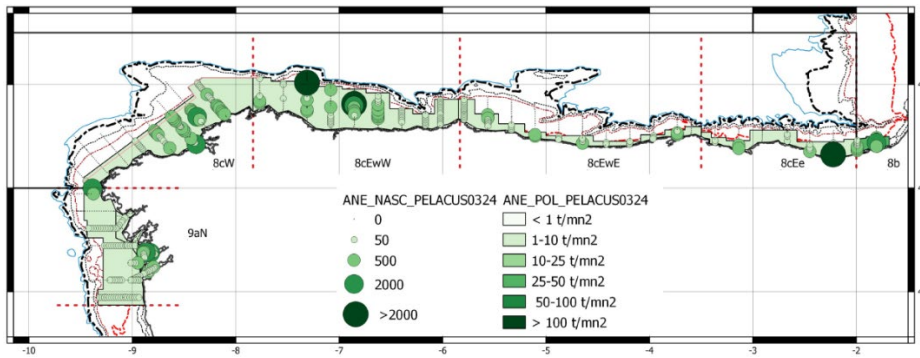 8cW
8cEwW
8cEwE
8cEe
8b
9aN
ANE_NASC_PELACUS0324
0
50
500
2000
>2000
ANE_POL_PELACUS0324
< 1 t/mn2
1-10 t/mn2
10-25 t/mn2
25-50 t/mn2
50-100 t/mn2
> 100 t/mn2
-10 -9 -8 -7 -6 -5 -4 -3 -2